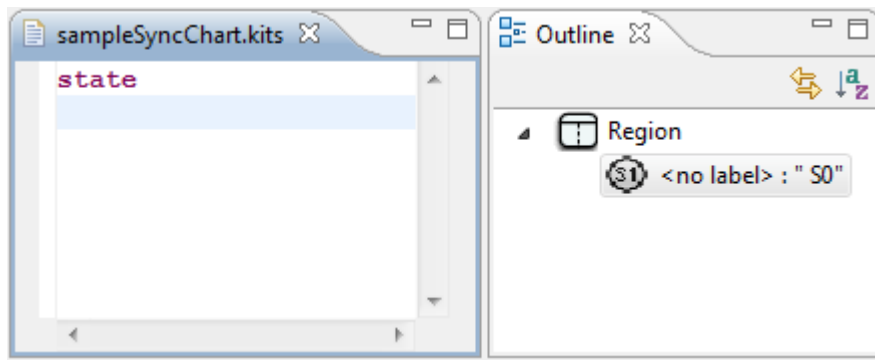 sampleSyncChart.kits
state
Outline
a
z
Region
S1 <no label> : " S0"